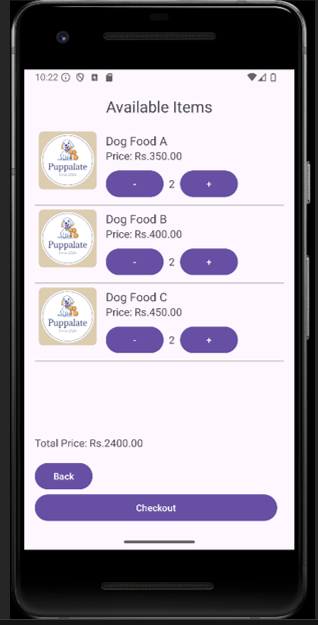 10:22
Available Items
Puppalate
Since 2024
Dog Food A
Price: Rs.350.00
- 2 +
Puppalate
Since 2024
Dog Food B
Price: Rs.400.00
- 2 +
Puppalate
Since 2024
Dog Food C
Price: Rs.450.00
- 2 +
Total Price: Rs.2400.00
Back
Checkout